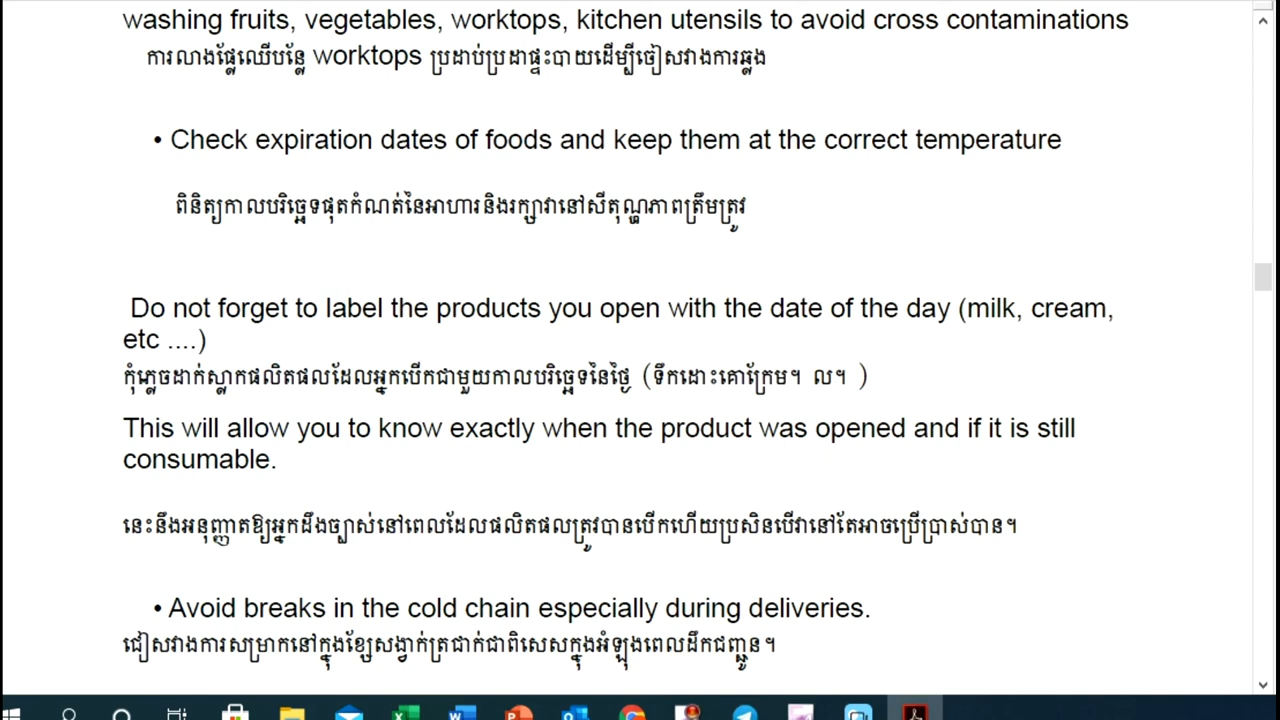 washing fruits, vegetables, worktops, kitchen utensils to avoid cross contaminations
ការលាងផ្លែឈើបន្លែ worktops ប្រដាប់ប្រដាផ្ទះបាយដើម្បីចៀសវាងការឆ្លង
• Check expiration dates of foods and keep them at the correct temperature
ពិនិត្យកាលបរិច្ឆេទផុតកំណត់នៃអាហារនិងរក្សាវានៅសីតុណ្ហភាពត្រឹមត្រូវ
Do not forget to label the products you open with the date of the day (milk, cream,
etc ....)
កុំភ្លេចដាក់ស្លាកផលិតផលដែលអ្នកបើកជាមួយកាលបរិច្ឆេទនៃថ្ងៃ (ទឹកដោះគោក្រែម។ ល។ )
This will allow you to know exactly when the product was opened and if it is still
consumable.
នេះនឹងអនុញ្ញាតឱ្យអ្នកដឹងច្បាស់នៅពេលដែលផលិតផលត្រូវបានបើកហើយប្រសិនបើវានៅតែអាចប្រើប្រាស់បាន។
• Avoid breaks in the cold chain especially during deliveries.
ជៀសវាងការសម្រាកនៅក្នុងខ្សែសង្វាក់ត្រជាក់ជាពិសេសក្នុងអំឡុងពេលដឹកជញ្ជូន។